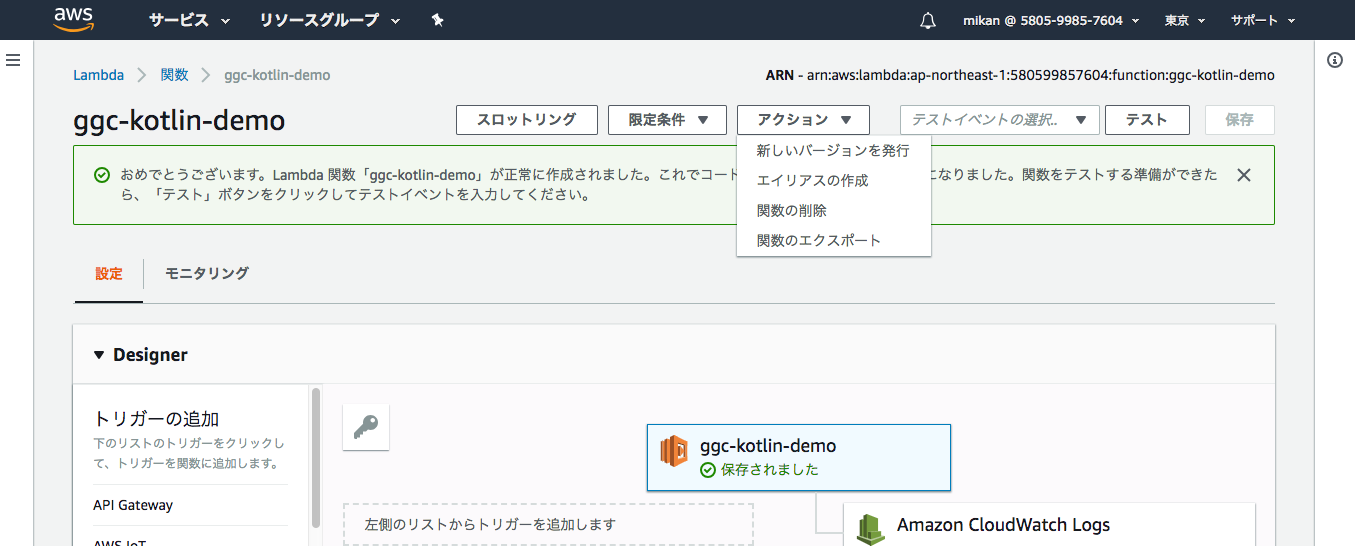 aws サービス リソースグループ mikan @ 5805-9985-7604 東京 サポート
Lambda 関数 ggc-kotlin-demo ARN - arn:aws:lambda:ap-northeast-1:580599857604:function:ggc-kotlin-demo
ggc-kotlin-demo スロットリング 限定条件 アクション テストイベントの選択.. テスト 保存
新しいバージョンを発行
エイリアスの作成
関数の削除
関数のエクスポート
おめでとうございます。Lambda 関数「ggc-kotlin-demo」が正常に作成されました。これでコート になりました。関数をテストする準備ができた
ら、「テスト」ボタンをクリックしてテストイベントを入力してください。
設定 モニタリング
Designer
トリガーの追加
下のリストのトリガーをクリックし
て、トリガーを関数に追加します。
API Gateway
AWS IoT
ggc-kotlin-demo
保存されました
左側のリストからトリガーを追加します
Amazon CloudWatch Logs